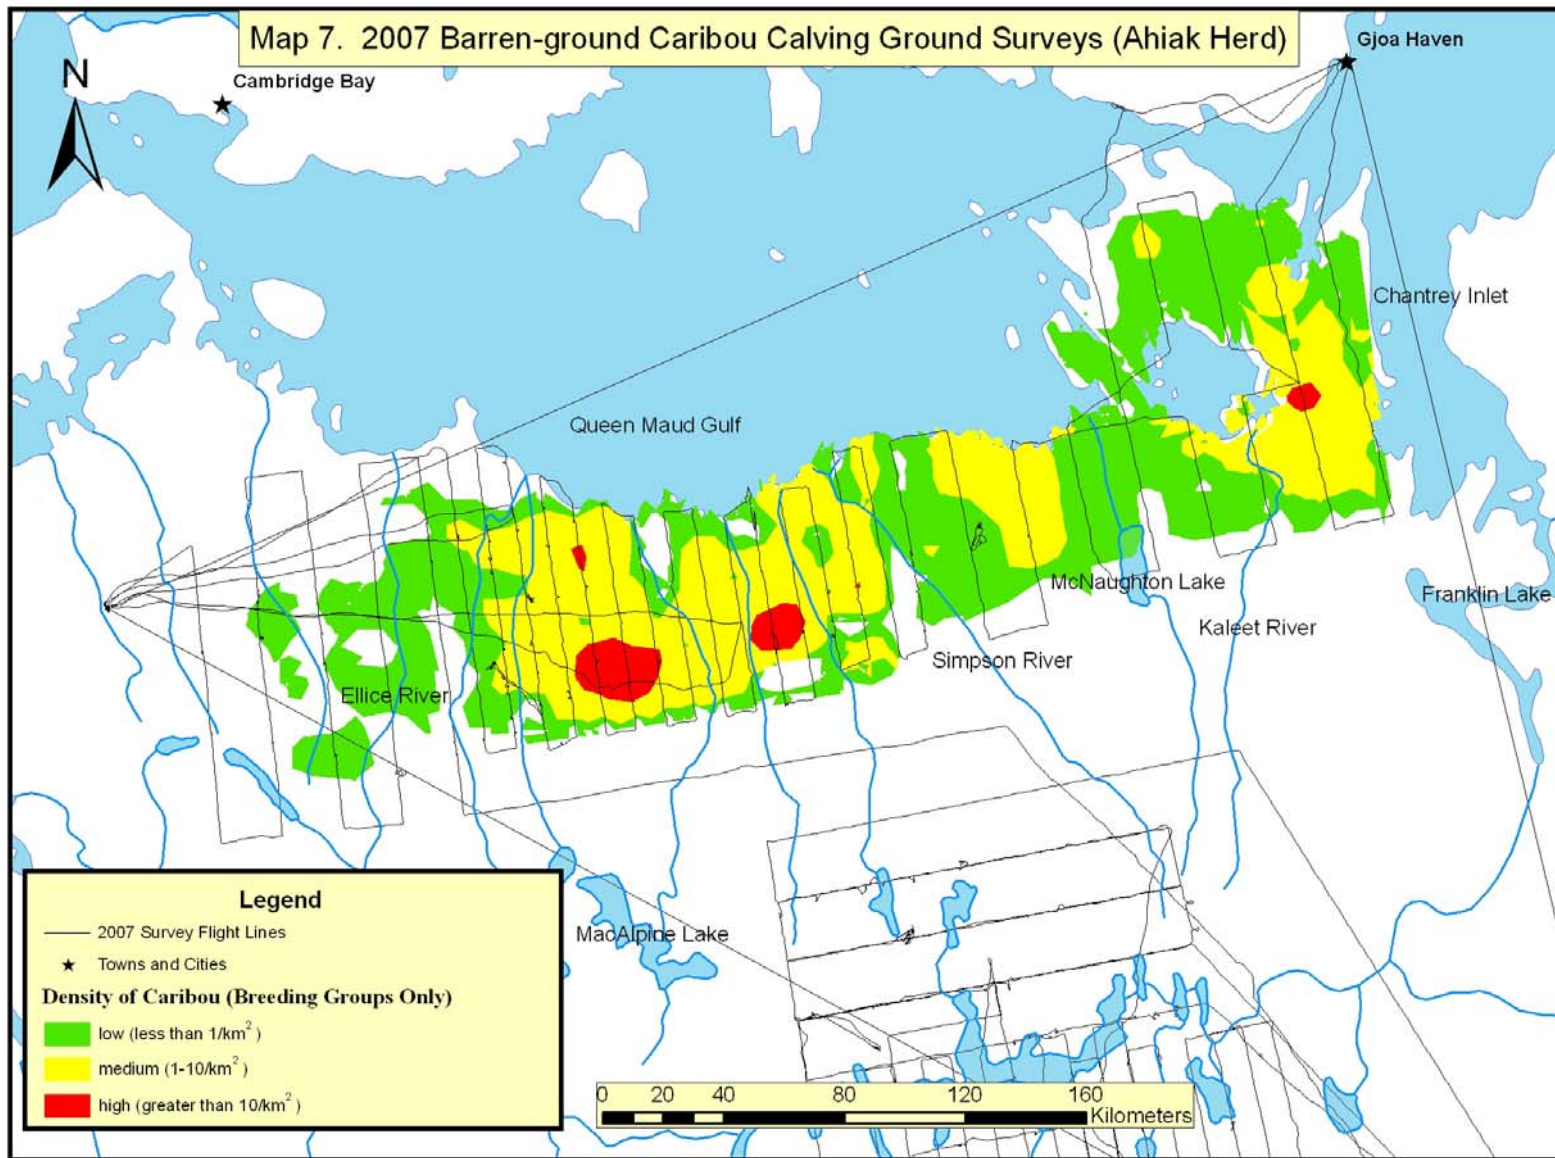 Map 7. 2007 Barren-ground Caribou Calving Ground Surveys (Ahiak Herd)
Gjoa Haven
N
Cambridge Bay
Chantrey Inlet
Queen Maud Gulf
McNaughton Lake
Franklin Lake
Kaleet River
Simpson River
Ellice River
MacAlpine Lake
Legend
2007 Survey Flight Lines
Towns and Cities
Density of Caribou (Breeding Groups Only)
low (less than 1/km²)
medium (1-10/km²)
high (greater than 10/km²)
0 20 40 80 120 160
Kilometers